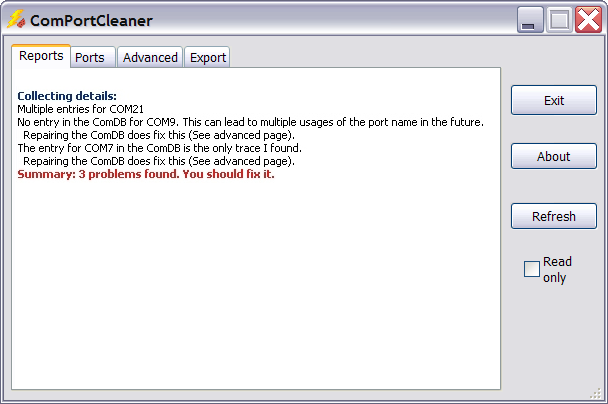 ComPortCleaner
Reports Ports Advanced Export
Collecting details:
Multiple entries for COM21
No entry in the ComDB for COM9. This can lead to multiple usages of the port name in the future.
Repairing the ComDB does fix this (See advanced page).
The entry for COM7 in the ComDB is the only trace I found.
Repairing the ComDB does fix this (See advanced page).
Summary: 3 problems found. You should fix it.
Exit
About
Refresh
Read
only